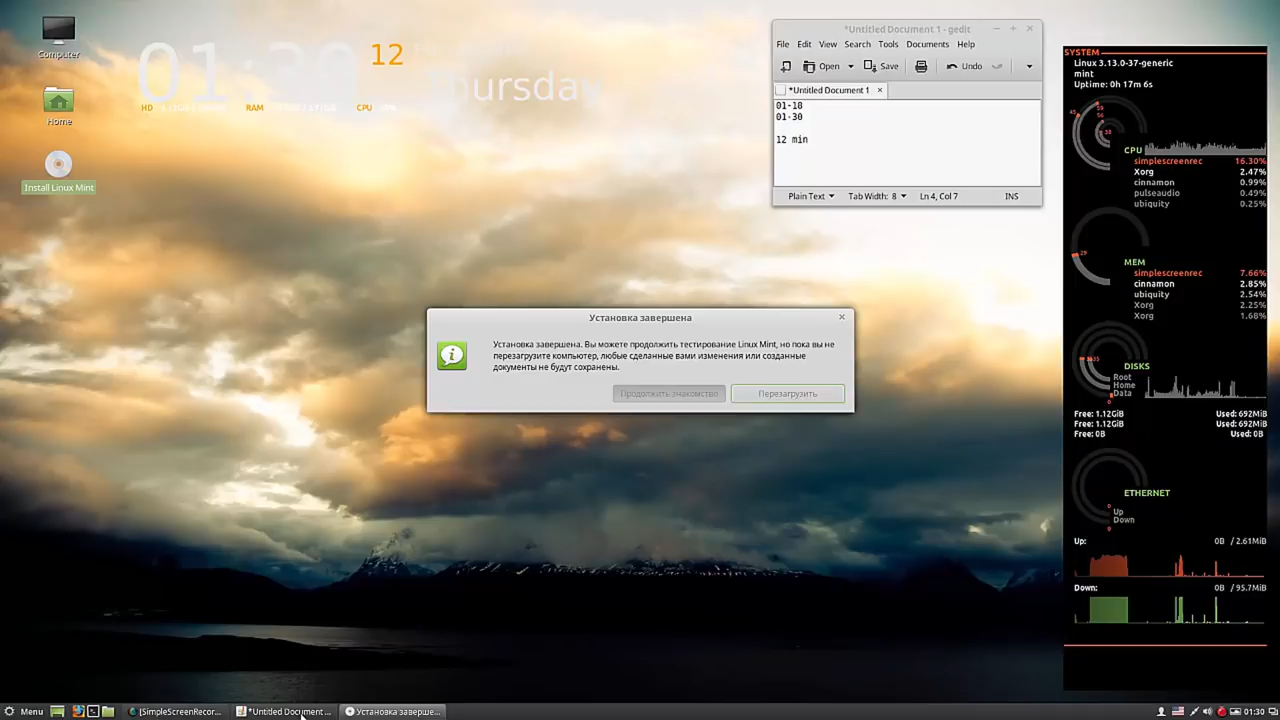 Computer
Home
Install Linux Mint
01:30
12
Thursday
HD
RAM
CPU
*Untitled Document 1 - gedit
File Edit View Search Tools Documents Help
Open Save Undo
*Untitled Document 1
01-18
01-30
12 min
Plain Text Tab Width: 8 Ln 4, Col 7 INS
Установка завершена
Установка завершена. Вы можете продолжить тестирование Linux Mint, но пока вы не
перезагрузите компьютер, любые сделанные вами изменения или созданные
документы не будут сохранены.
Продолжить знакомство Перезагрузить
SYSTEM
Linux 3.13.0-37-generic
mint
Uptime: 0h 17m 6s
CPU
simplescreenrec 16.30%
Xorg 2.47%
cinnamon 0.99%
pulseaudio 0.49%
ubiquity 0.25%
MEM
simplescreenrec 7.66%
cinnamon 2.85%
ubiquity 2.54%
Xorg 2.25%
Xorg 1.68%
DISKS
Root
Home
Data
Free: 1.12GiB Used: 692MiB
Free: 1.12GiB Used: 692MiB
Free: 0B Used: 0B
ETHERNET
Up
Down
Up: 0B / 2.61MiB
Down: 0B / 95.7MiB
Menu [SimpleScreenRecor... *Untitled Document ... Установка заверше... 01:30